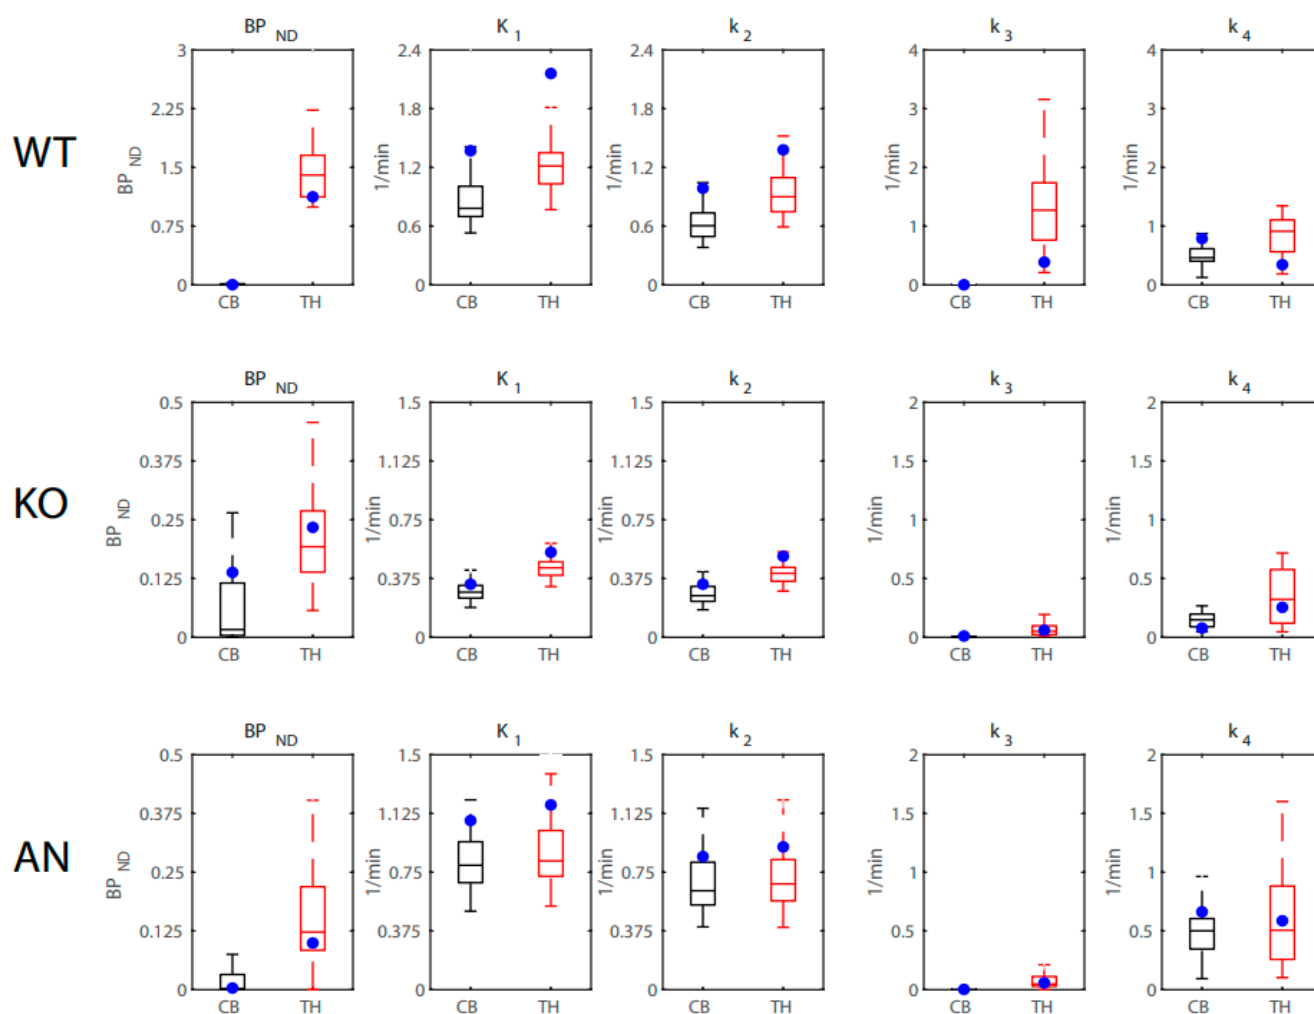 BP ND K 1 k 2 k 3 k 4
WT
BP ND
3
2.25
1.5
0.75
0
CB TH
1/min
2.4
1.8
1.2
0.6
0
CB TH
1/min
2.4
1.8
1.2
0.6
0
CB TH
1/min
4
3
2
1
0
CB TH
1/min
4
3
2
1
0
CB TH
BP ND K 1 k 2 k 3 k 4
KO
BP ND
0.5
0.375
0.25
0.125
0
CB TH
1/min
1.5
1.125
0.75
0.375
0
CB TH
1/min
1.5
1.125
0.75
0.375
0
CB TH
1/min
2
1.5
1
0.5
0
CB TH
1/min
2
1.5
1
0.5
0
CB TH
BP ND K 1 k 2 k 3 k 4
AN
BP ND
0.5
0.375
0.25
0.125
0
CB TH
1/min
1.5
1.125
0.75
0.375
0
CB TH
1/min
1.5
1.125
0.75
0.375
0
CB TH
1/min
2
1.5
1
0.5
0
CB TH
1/min
2
1.5
1
0.5
0
CB TH